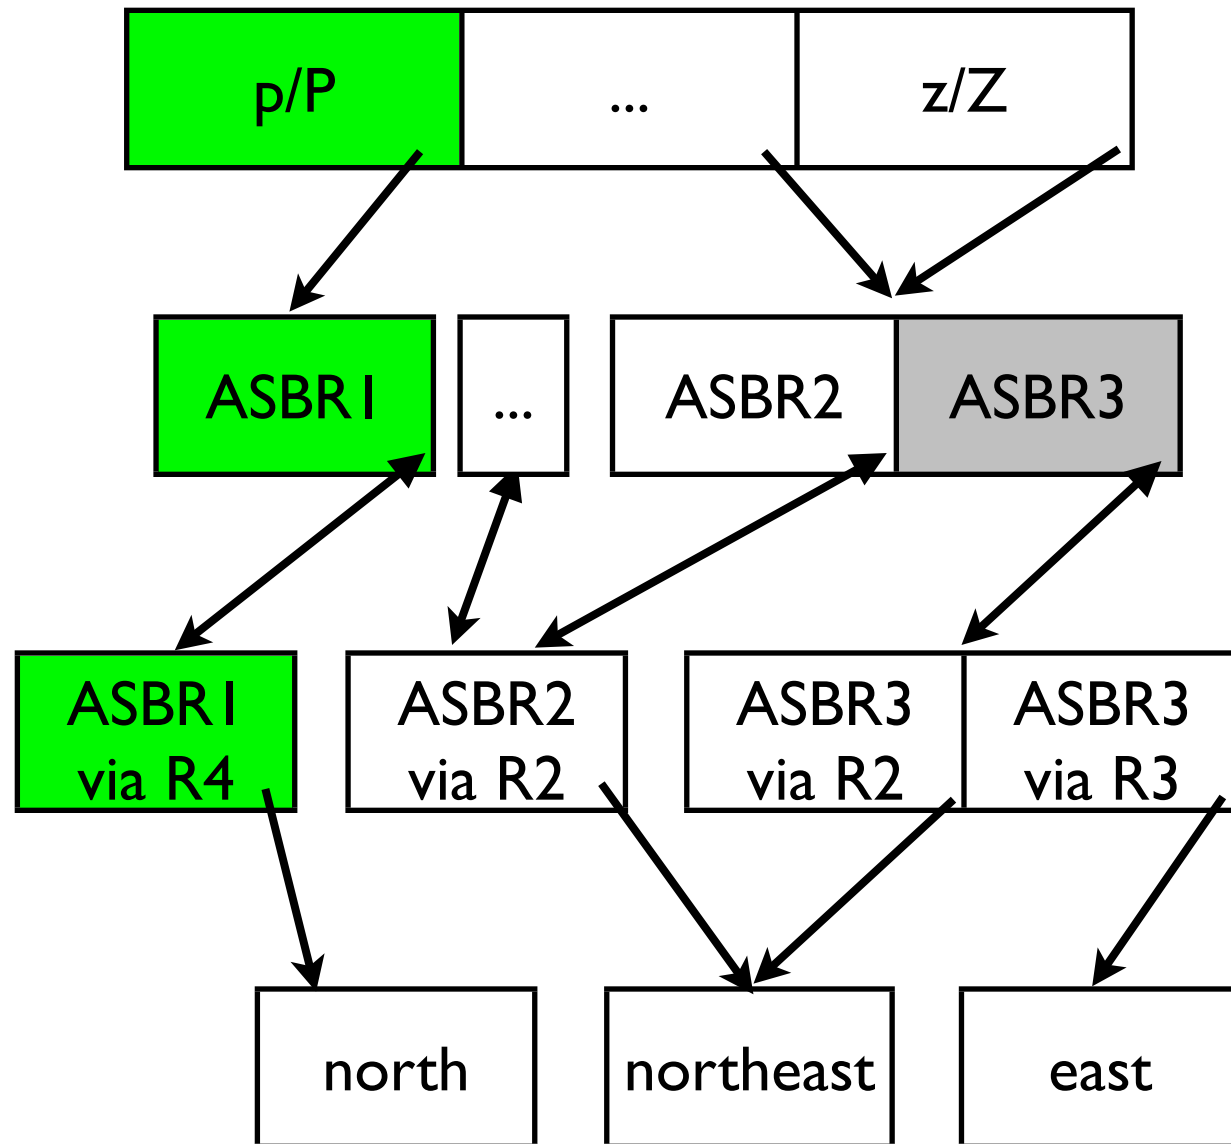 p/P
...
z/Z
ASBR1
...
ASBR2
ASBR3
ASBR1
via R4
ASBR2
via R2
ASBR3
via R2
ASBR3
via R3
north
northeast
east